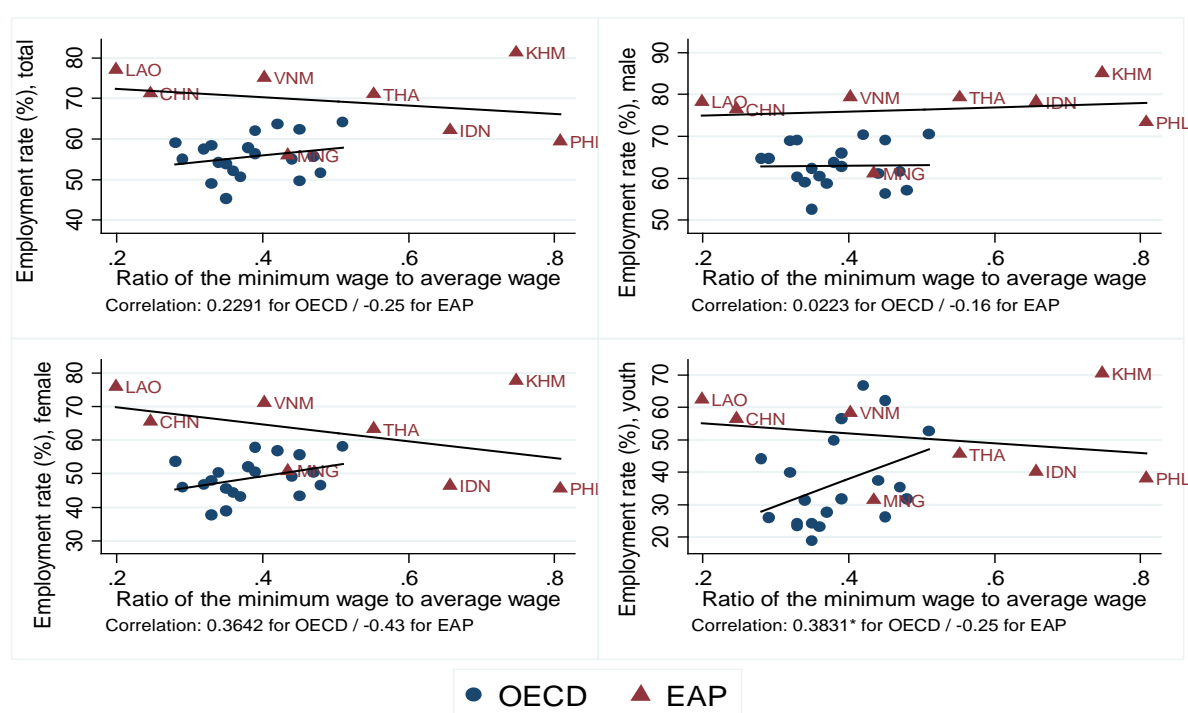 Employment rate (%), total
80
70
60
50
40
LAO
CHN
VNM
MNG
THA
IDN
KHM
PHL
.2 .4 .6 .8
Ratio of the minimum wage to average wage
Correlation: 0.2291 for OECD / -0.25 for EAP
Employment rate (%), male
90
80
70
60
50
LAO
CHN
VNM
MNG
THA
IDN
KHM
PHL
.2 .4 .6 .8
Ratio of the minimum wage to average wage
Correlation: 0.0223 for OECD / -0.16 for EAP
Employment rate (%), female
80
70
60
50
40
30
LAO
CHN
VNM
MNG
THA
IDN
KHM
PHL
.2 .4 .6 .8
Ratio of the minimum wage to average wage
Correlation: 0.3642 for OECD / -0.43 for EAP
Employment rate (%), youth
70
60
50
40
30
20
LAO
CHN
VNM
MNG
THA
IDN
KHM
PHL
.2 .4 .6 .8
Ratio of the minimum wage to average wage
Correlation: 0.3831* for OECD / -0.25 for EAP
OECD EAP